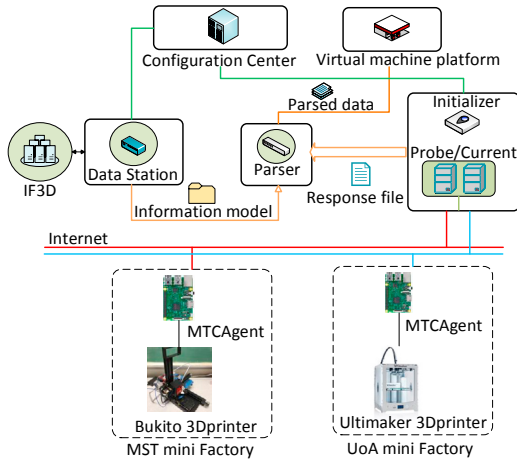 Configuration Center
Virtual machine platform
Parsed data
Initializer
Probe/Current
IF3D
Data Station
Parser
Information model
Response file
Internet
MTCAgent
MTCAgent
Bukito 3Dprinter
Ultimaker 3Dprinter
MST mini Factory
UoA mini Factory